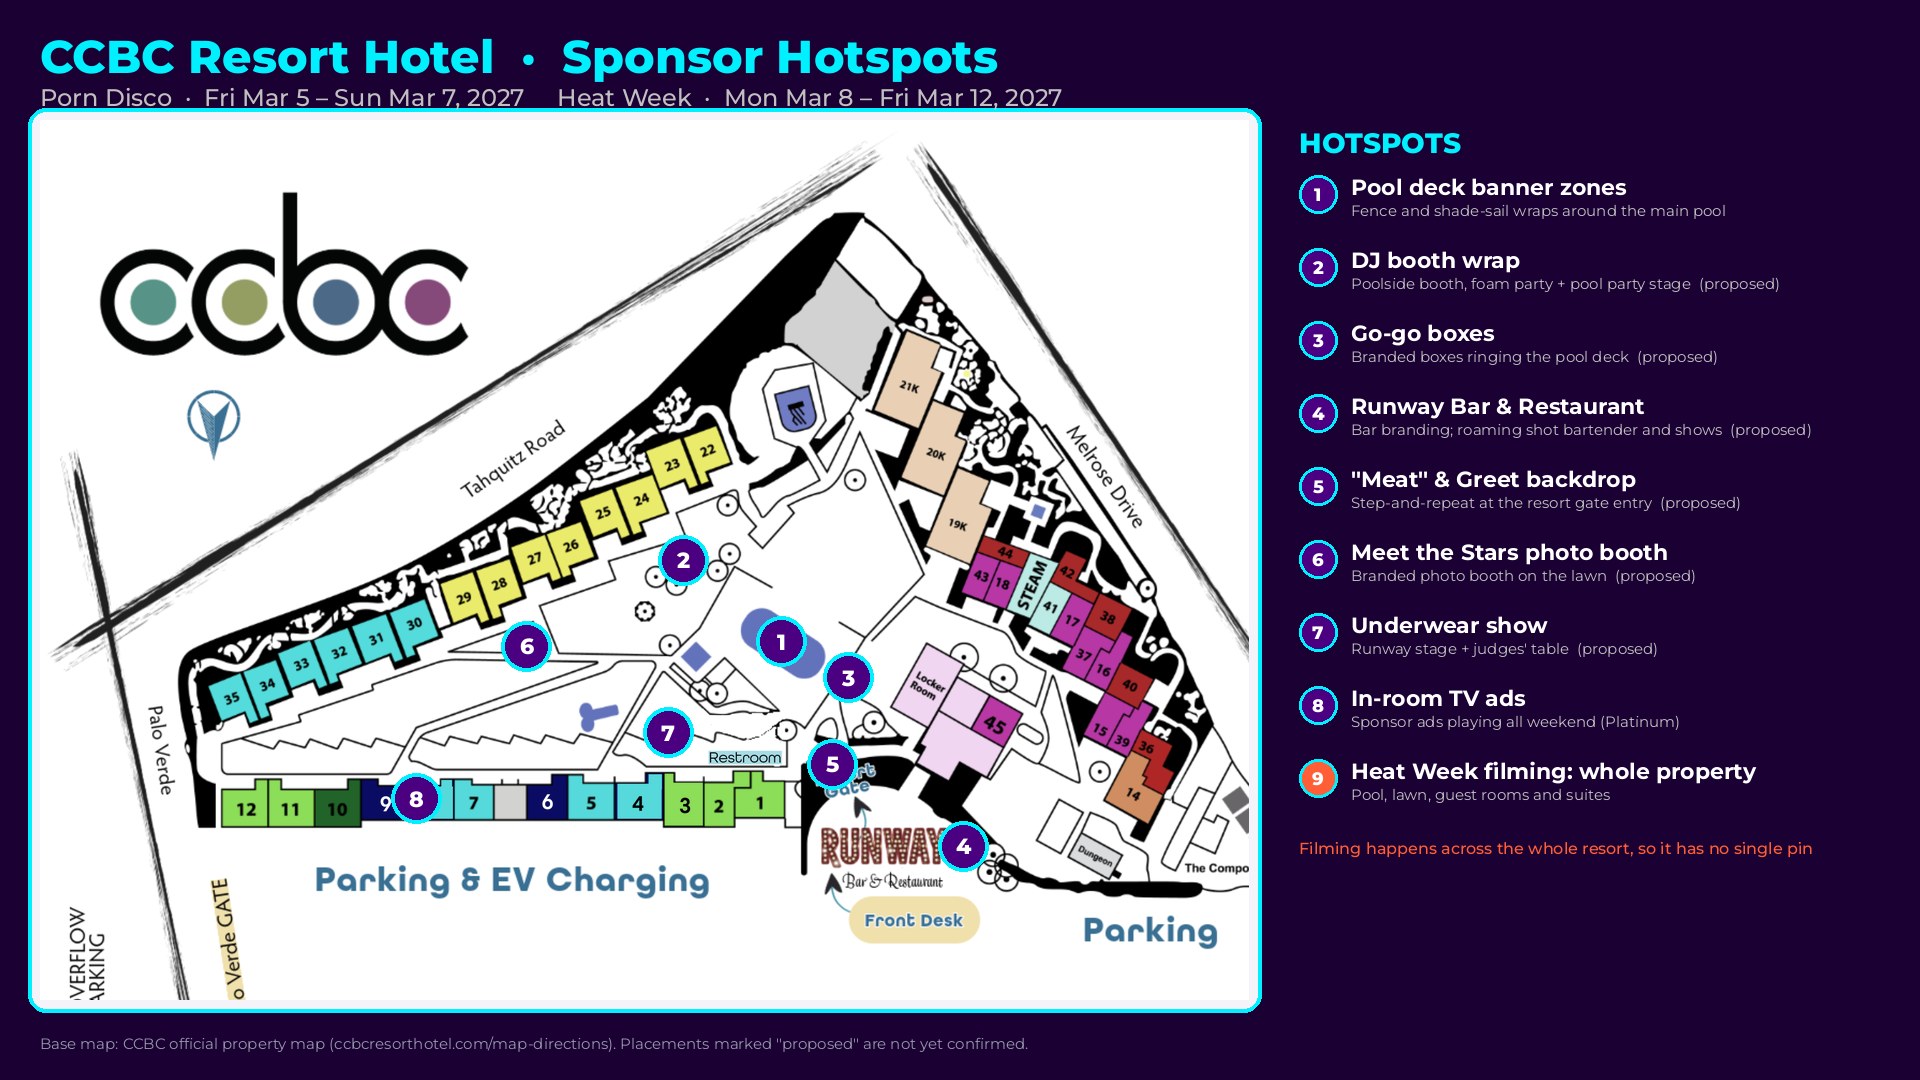 CCBC Resort Hotel • Sponsor Hotspots
Porn Disco · Fri Mar 5 – Sun Mar 7, 2027 Heat Week · Mon Mar 8 – Fri Mar 12, 2027
ccbc
Tahquitz Road
Melrose Drive
Palo Verde
21K
20K
19K
23
22
25
24
27
26
29
28
35
34
33
32
31
30
44
43
18
STEAM
41
42
17
38
37
16
40
15
39
36
14
Locker
Room
45
2
6
1
3
7
5
8
4
Restroom
Gate
12
11
10
9
7
6
5
4
3
2
1
RUNWAY
Bar & Restaurant
Front Desk
Dungeon
The Compo
Parking & EV Charging
Parking
o Verde GATE
VERFLOW
ARKING
HOTSPOTS
1 Pool deck banner zones
Fence and shade-sail wraps around the main pool
2 DJ booth wrap
Poolside booth, foam party + pool party stage (proposed)
3 Go-go boxes
Branded boxes ringing the pool deck (proposed)
4 Runway Bar & Restaurant
Bar branding; roaming shot bartender and shows (proposed)
5 "Meat" & Greet backdrop
Step-and-repeat at the resort gate entry (proposed)
6 Meet the Stars photo booth
Branded photo booth on the lawn (proposed)
7 Underwear show
Runway stage + judges' table (proposed)
8 In-room TV ads
Sponsor ads playing all weekend (Platinum)
9 Heat Week filming: whole property
Pool, lawn, guest rooms and suites
Filming happens across the whole resort, so it has no single pin
Base map: CCBC official property map (ccbcresorthotel.com/map-directions). Placements marked "proposed" are not yet confirmed.